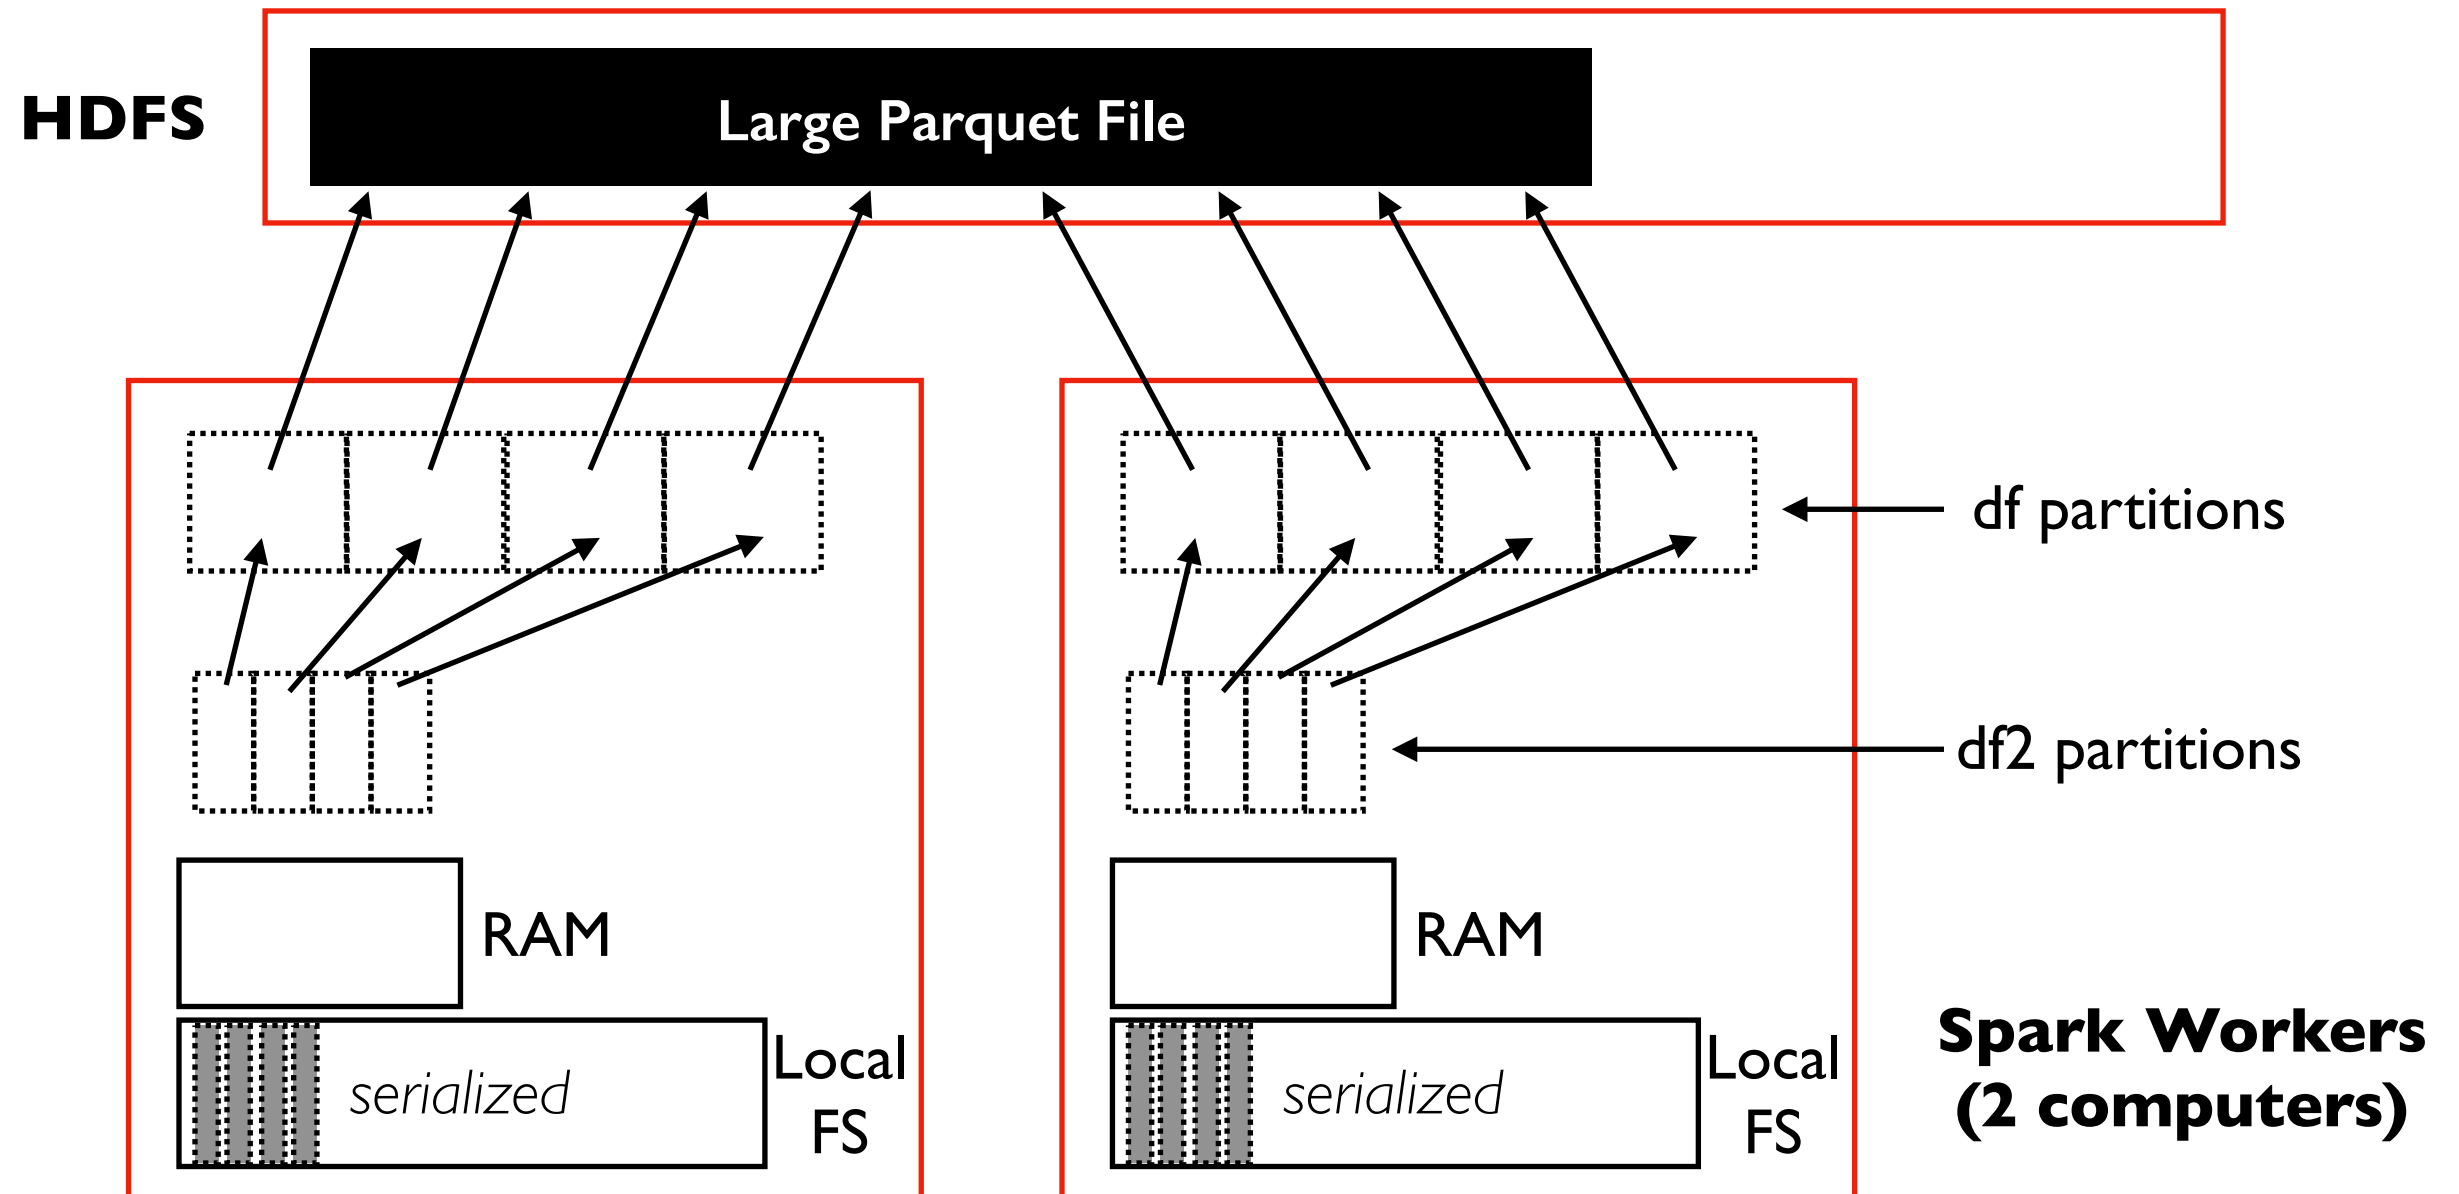 HDFS
Large Parquet File
df partitions
df2 partitions
RAM
RAM
serialized
Local
FS
serialized
Local
FS
Spark Workers
(2 computers)